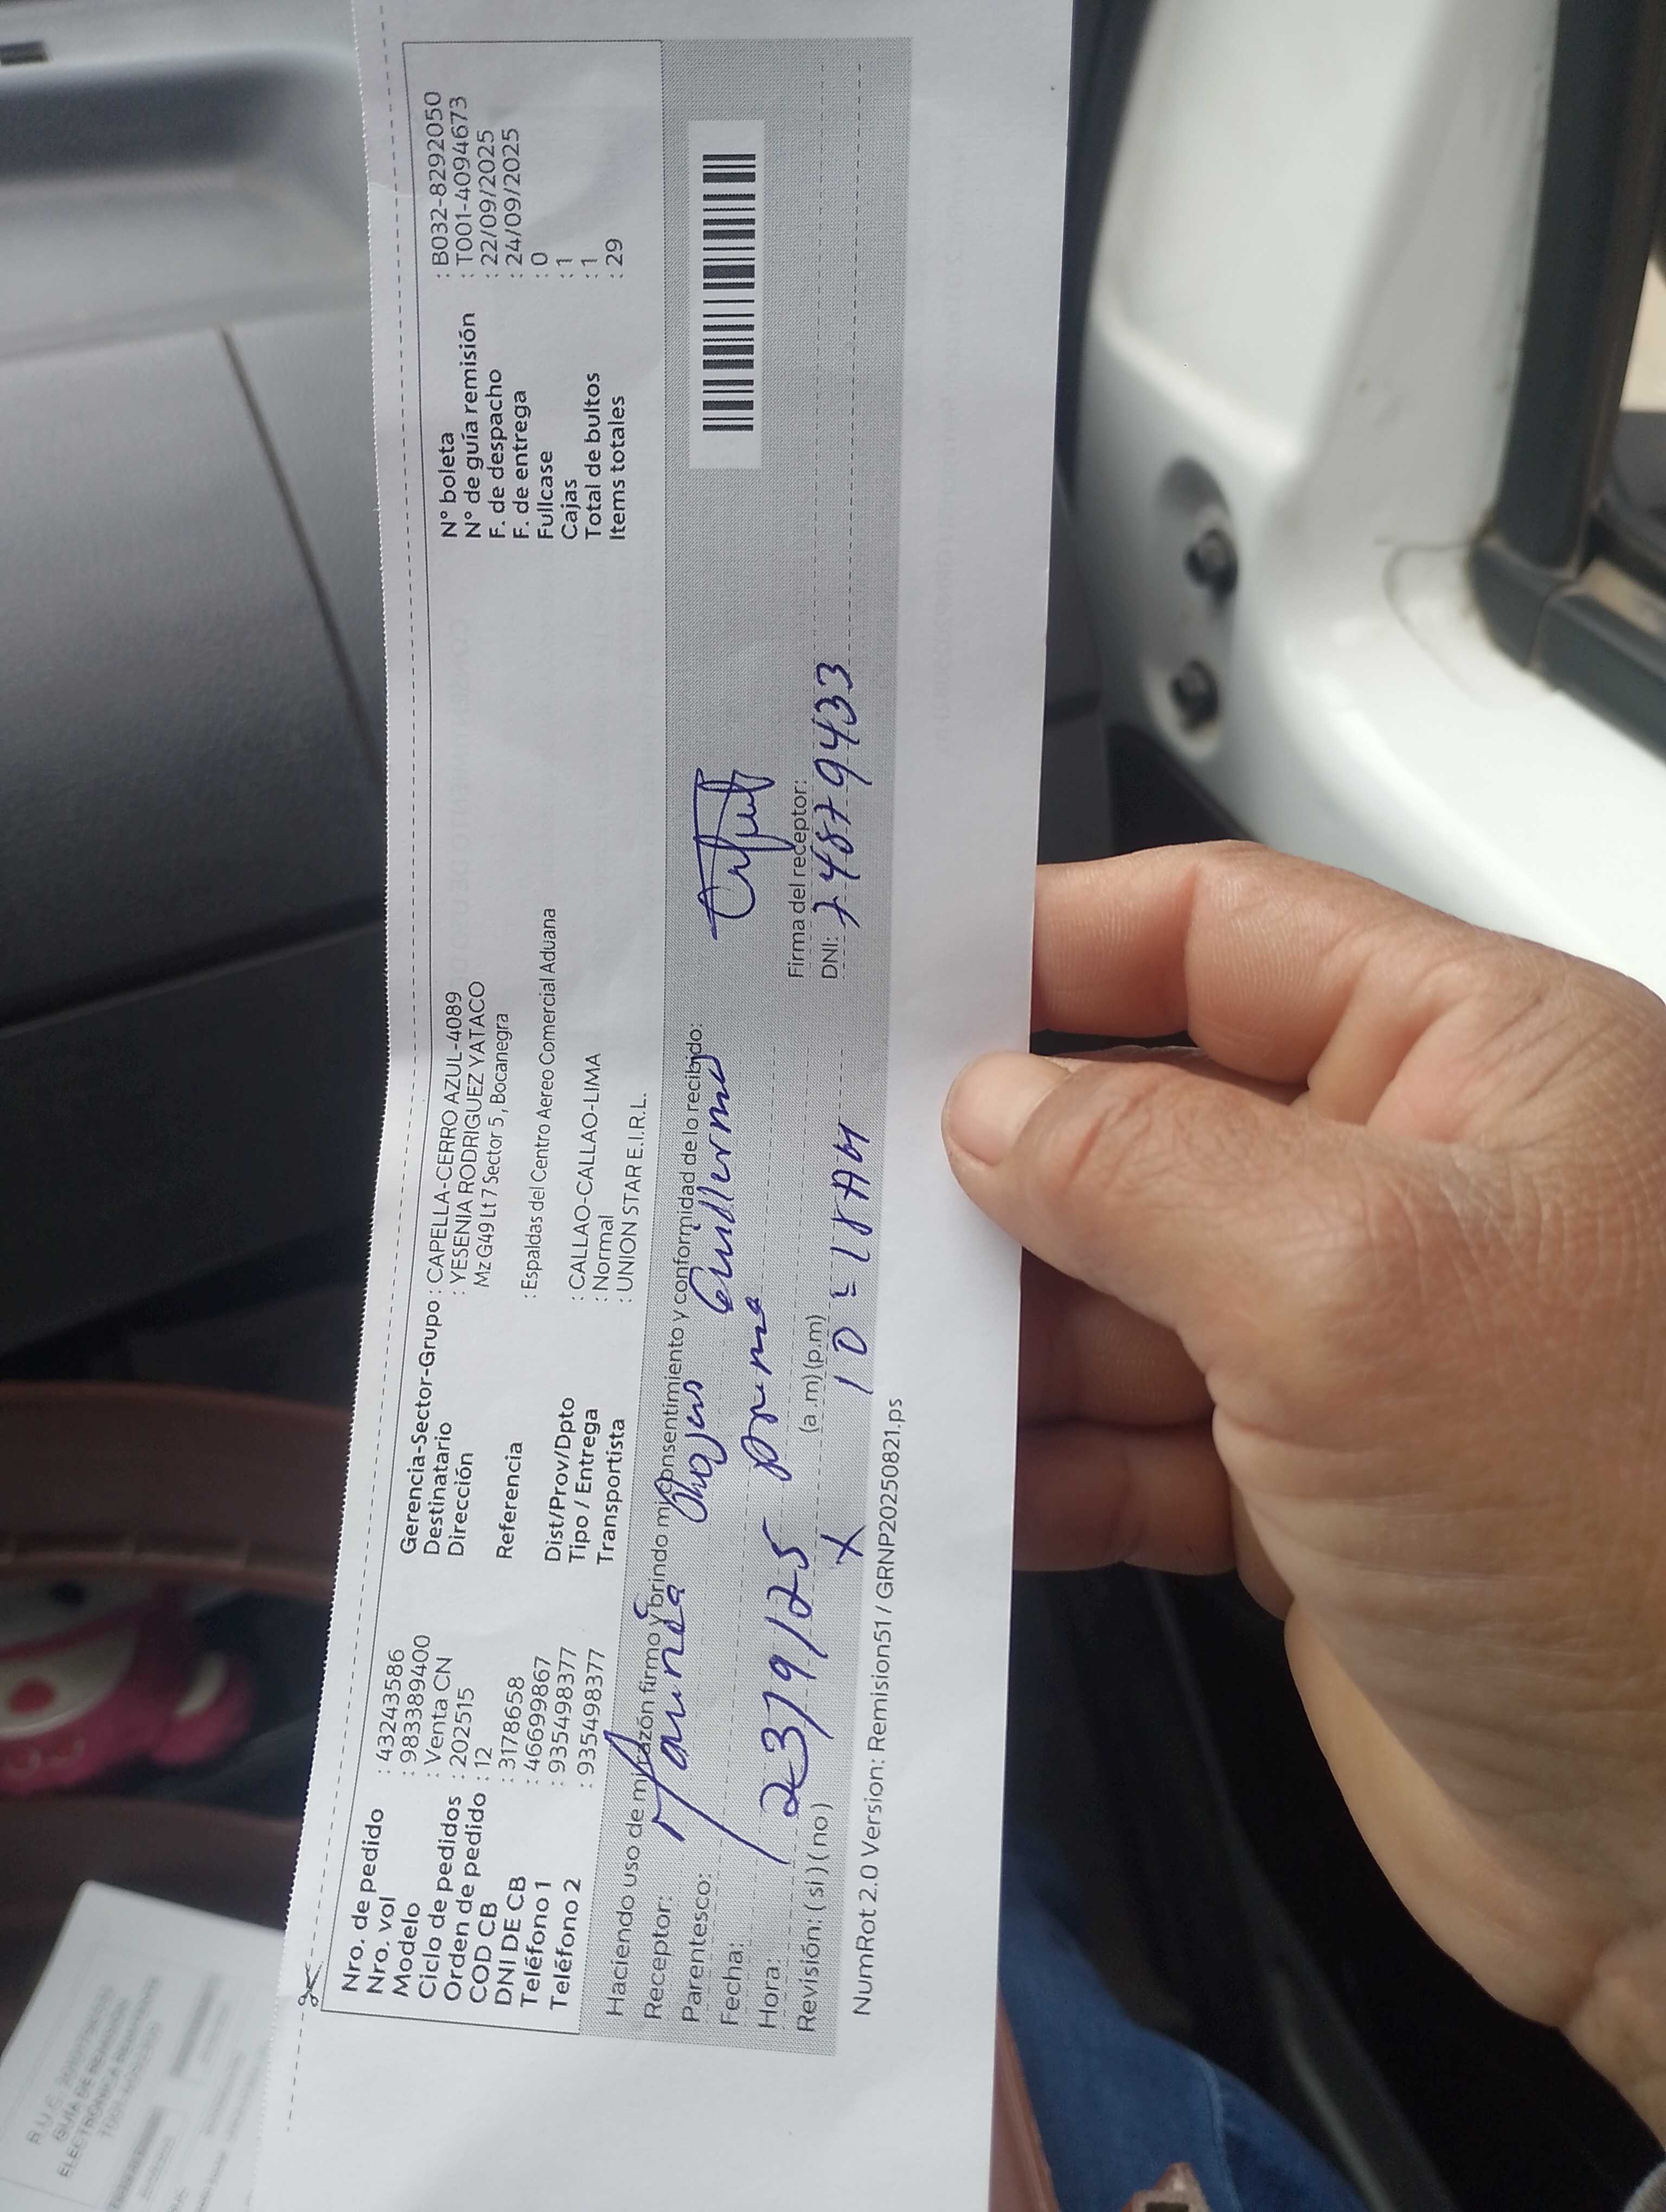 Nro. de pedido : 43243586
Nro. vol : 9833389400
Modelo : Venta CN
Ciclo de pedidos : 202515
Orden de pedido : 12
COD CB : 3178658
DNI DE CB : 46699867
Teléfono 1 : 935498377
Teléfono 2 : 935498377
Gerencia-Sector-Grupo : CAPELLA-CERRO AZUL-4089
Destinatario : YESENIA RODRIGUEZ YATACO
Dirección Mz G49 Lt 7 Sector 5, Bocanegra
Referencia : Espaldas del Centro Aereo Comercial Aduana
Dist/Prov/Dpto : CALLAO-CALLAO-LIMA
Tipo / Entrega : Normal
Transportista : UNION STAR E.I.R.L.
N° boleta : B032-8292050
N° de guía remisión : T001-4094673
F. de despacho : 22/09/2025
F. de entrega : 24/09/2025
Fullcase : 0
Cajas : 1
Total de bultos : 1
Items totales : 29
Haciendo uso de mi razón firmo y brindo mi consentimiento y conformidad de lo recibido:
Receptor: Guillermo
Parentesco:
Fecha: 23/9/25
Hora: (a.m)(p.m)
Revisión: (si)(no) X 10 = 18 AM
Firma del receptor:
DNI: 74879433
NumRot 2.0 Version: Remision51 / GRNP20250821.ps
R.U.C.
GUÍA DE REMISIÓN